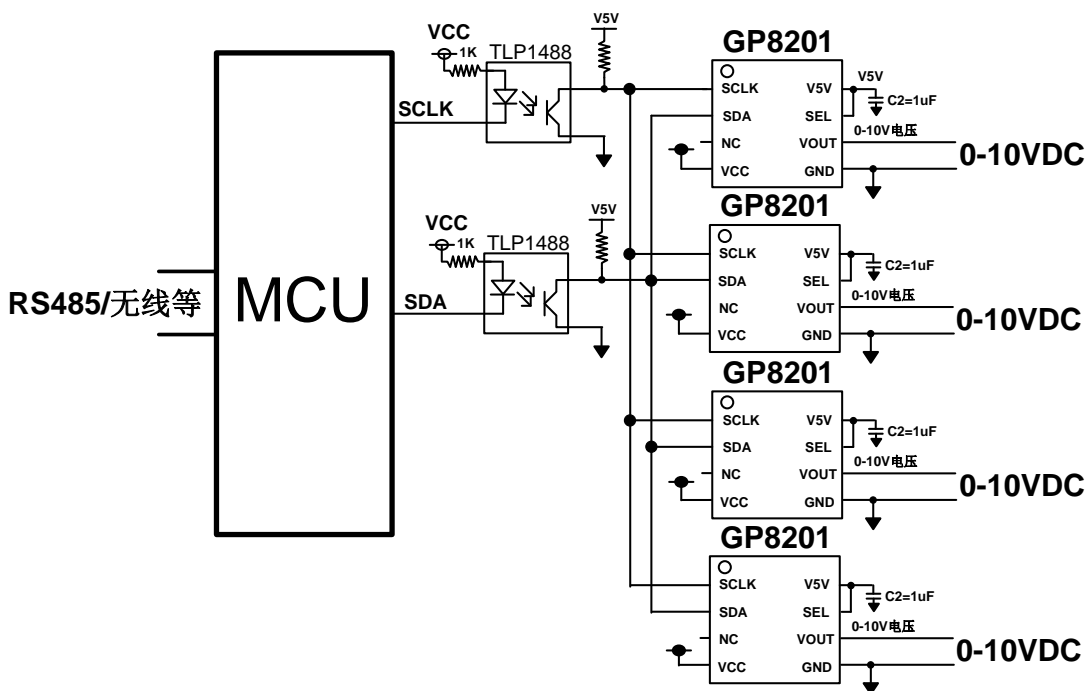 VCC
1K
TLP1488
V5V
SCLK
VCC
1K
TLP1488
V5V
SDA
RS485/无线等
MCU
GP8201
SCLK
SDA
NC
VCC
V5V
SEL
VOUT
GND
V5V
C2=1uF
0-10V电压
0-10VDC
GP8201
SCLK
SDA
NC
VCC
V5V
SEL
VOUT
GND
C2=1uF
0-10V电压
0-10VDC
GP8201
SCLK
SDA
NC
VCC
V5V
SEL
VOUT
GND
C2=1uF
0-10V电压
0-10VDC
GP8201
SCLK
SDA
NC
VCC
V5V
SEL
VOUT
GND
C2=1uF
0-10V电压
0-10VDC